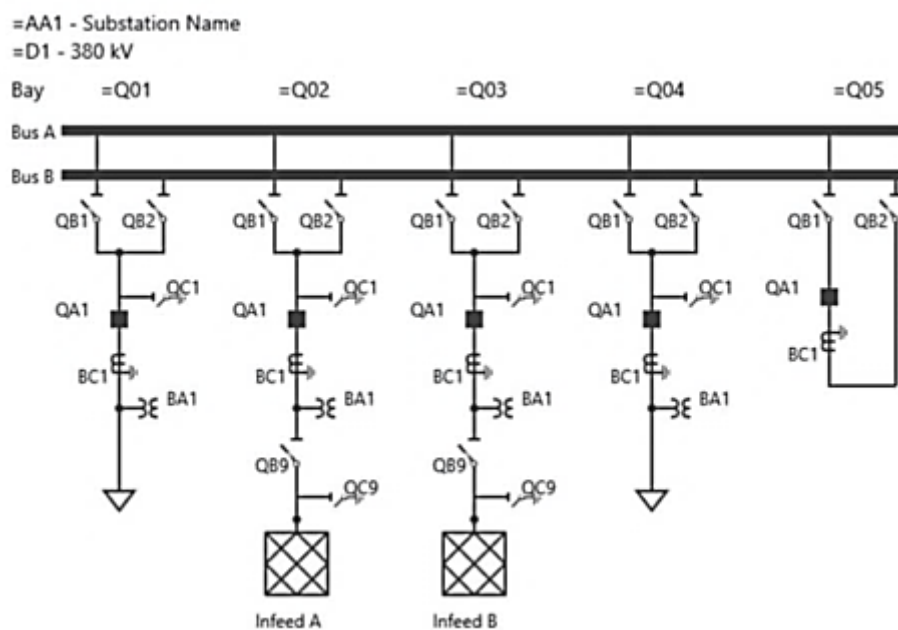 =AA1 - Substation Name
=D1 - 380 kV
Bay =Q01 =Q02 =Q03 =Q04 =Q05
Bus A
Bus B
QB1 QB2 QB1 QB2 QB1 QB2 QB1 QB2 QB1 QB2
QC1 QC1 QC1 QC1
QA1 QA1 QA1 QA1 QA1
BC1 BC1 BC1 BC1 BC1
BA1 BA1 BA1 BA1
QB9 QB9
QC9 QC9
Infeed A Infeed B